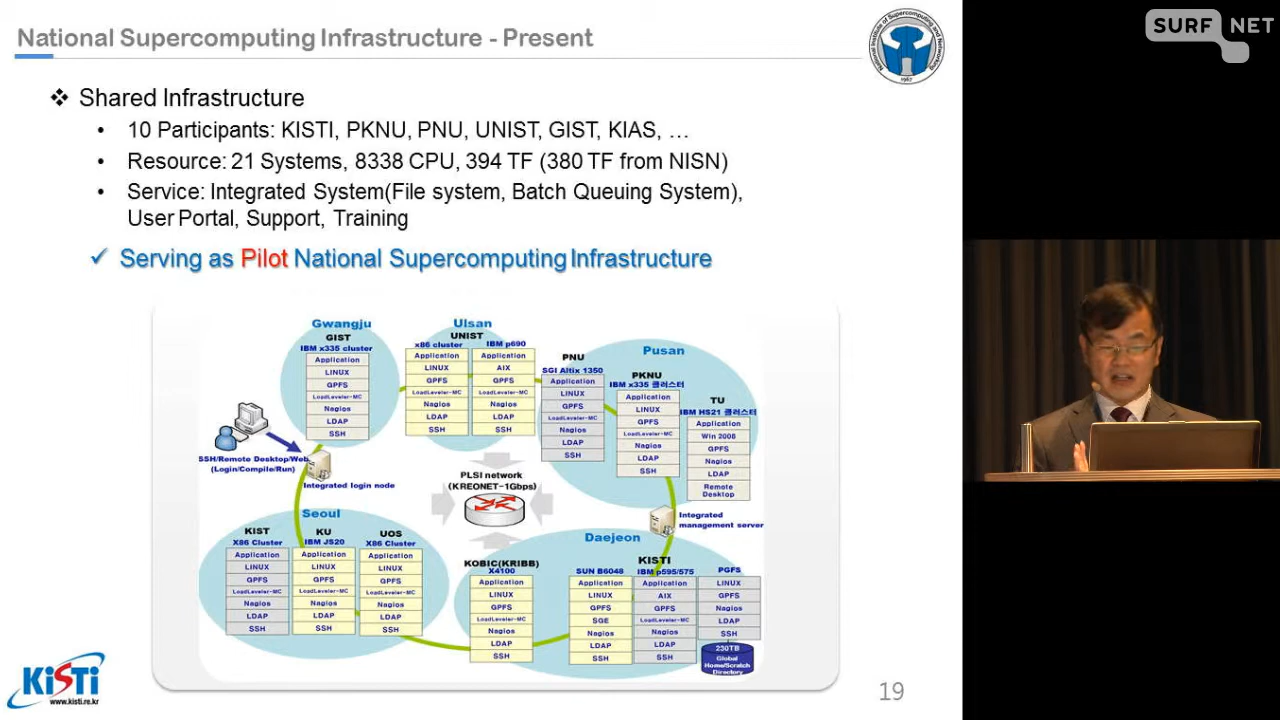 National Supercomputing Infrastructure - Present
SURF NET
National Institute of Supercomputing and Networking
1967
Shared Infrastructure
10 Participants: KISTI, PKNU, PNU, UNIST, GIST, KIAS, …
Resource: 21 Systems, 8338 CPU, 394 TF (380 TF from NISN)
Service: Integrated System(File system, Batch Queuing System),
User Portal, Support, Training
Serving as Pilot National Supercomputing Infrastructure
Gwangju
GIST
IBM x335 cluster
Application
LINUX
GPFS
LoadLeveler-MC
Nagios
LDAP
SSH
Ulsan
UNIST
x86 cluster
Application
LINUX
GPFS
LoadLeveler-MC
Nagios
LDAP
SSH
IBM p690
Application
AIX
GPFS
LoadLeveler-MC
Nagios
LDAP
SSH
Pusan
PNU
SGI Altix 1350
Application
LINUX
GPFS
LoadLeveler-MC
Nagios
LDAP
SSH
PKNU
IBM x335 클러스터
Application
LINUX
GPFS
LoadLeveler-MC
Nagios
LDAP
SSH
TU
IBM HS21 클러스터
Application
Win 2008
GPFS
Nagios
LDAP
Remote
Desktop
SSH/Remote Desktop/Web
(Login/Compile/Run)
Integrated login node
PLSI network
(KREONET-1Gbps)
Integrated
management server
Seoul
KIST
X86 Cluster
Application
LINUX
GPFS
LoadLeveler-MC
Nagios
LDAP
SSH
KU
IBM JS20
Application
LINUX
GPFS
LoadLeveler-MC
Nagios
LDAP
SSH
UOS
X86 Cluster
Application
LINUX
GPFS
LoadLeveler-MC
Nagios
LDAP
SSH
Daejeon
KOBIC(KRIBB)
X4100
Application
LINUX
GPFS
LoadLeveler-MC
Nagios
LDAP
SSH
KISTI
SUN B6048
Application
LINUX
GPFS
SGE
Nagios
LDAP
SSH
IBM p595/575
Application
AIX
GPFS
LoadLeveler-MC
Nagios
LDAP
SSH
PGFS
LINUX
GPFS
Nagios
LDAP
SSH
230TB
Global
Home/Scratch
Directory
KiSTi
www.kisti.re.kr
19